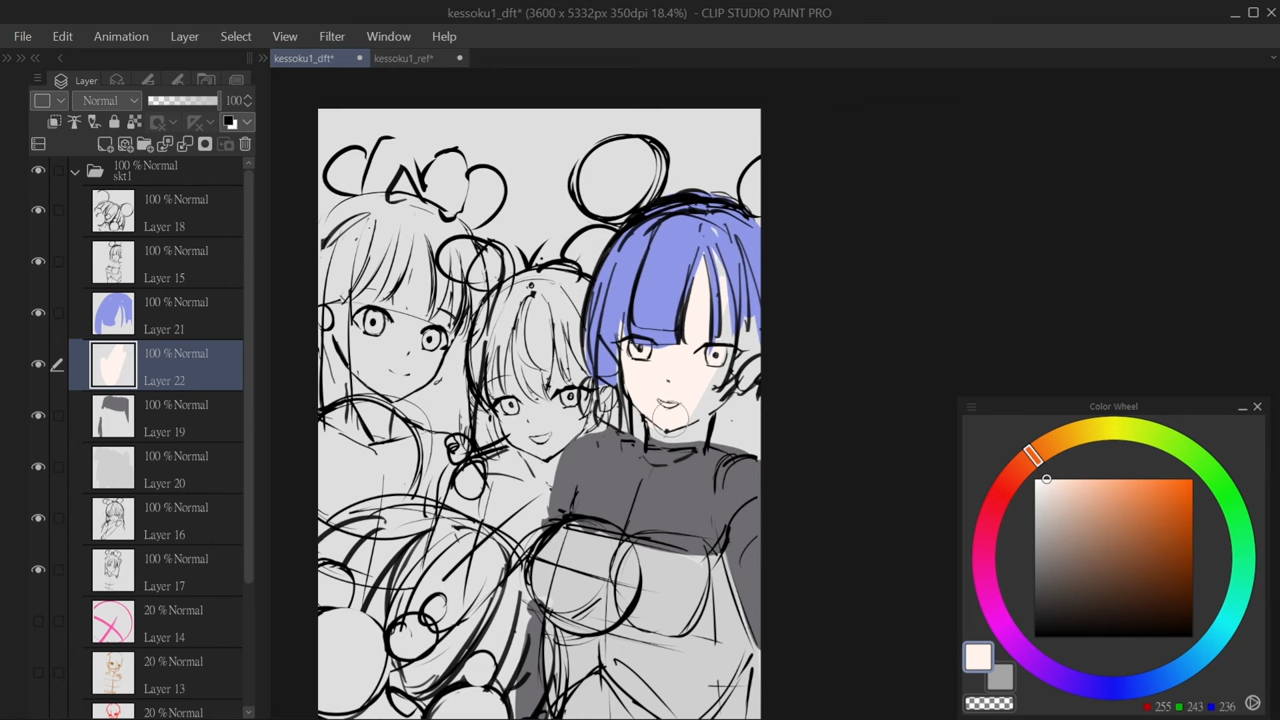 kessoku1_dft* (3600 x 5332px 350dpi 18.4%)  - CLIP STUDIO PAINT PRO
File Edit Animation Layer Select View Filter Window Help
kessoku1_dft* kessoku1_ref*
Layer
Normal 100
100 % Normal
skt1
100 % Normal
Layer 18
100 % Normal
Layer 15
100 % Normal
Layer 21
100 % Normal
Layer 22
100 % Normal
Layer 19
100 % Normal
Layer 20
100 % Normal
Layer 16
100 % Normal
Layer 17
20 % Normal
Layer 14
20 % Normal
Layer 13
20 % Normal
Color Wheel
255 243 236